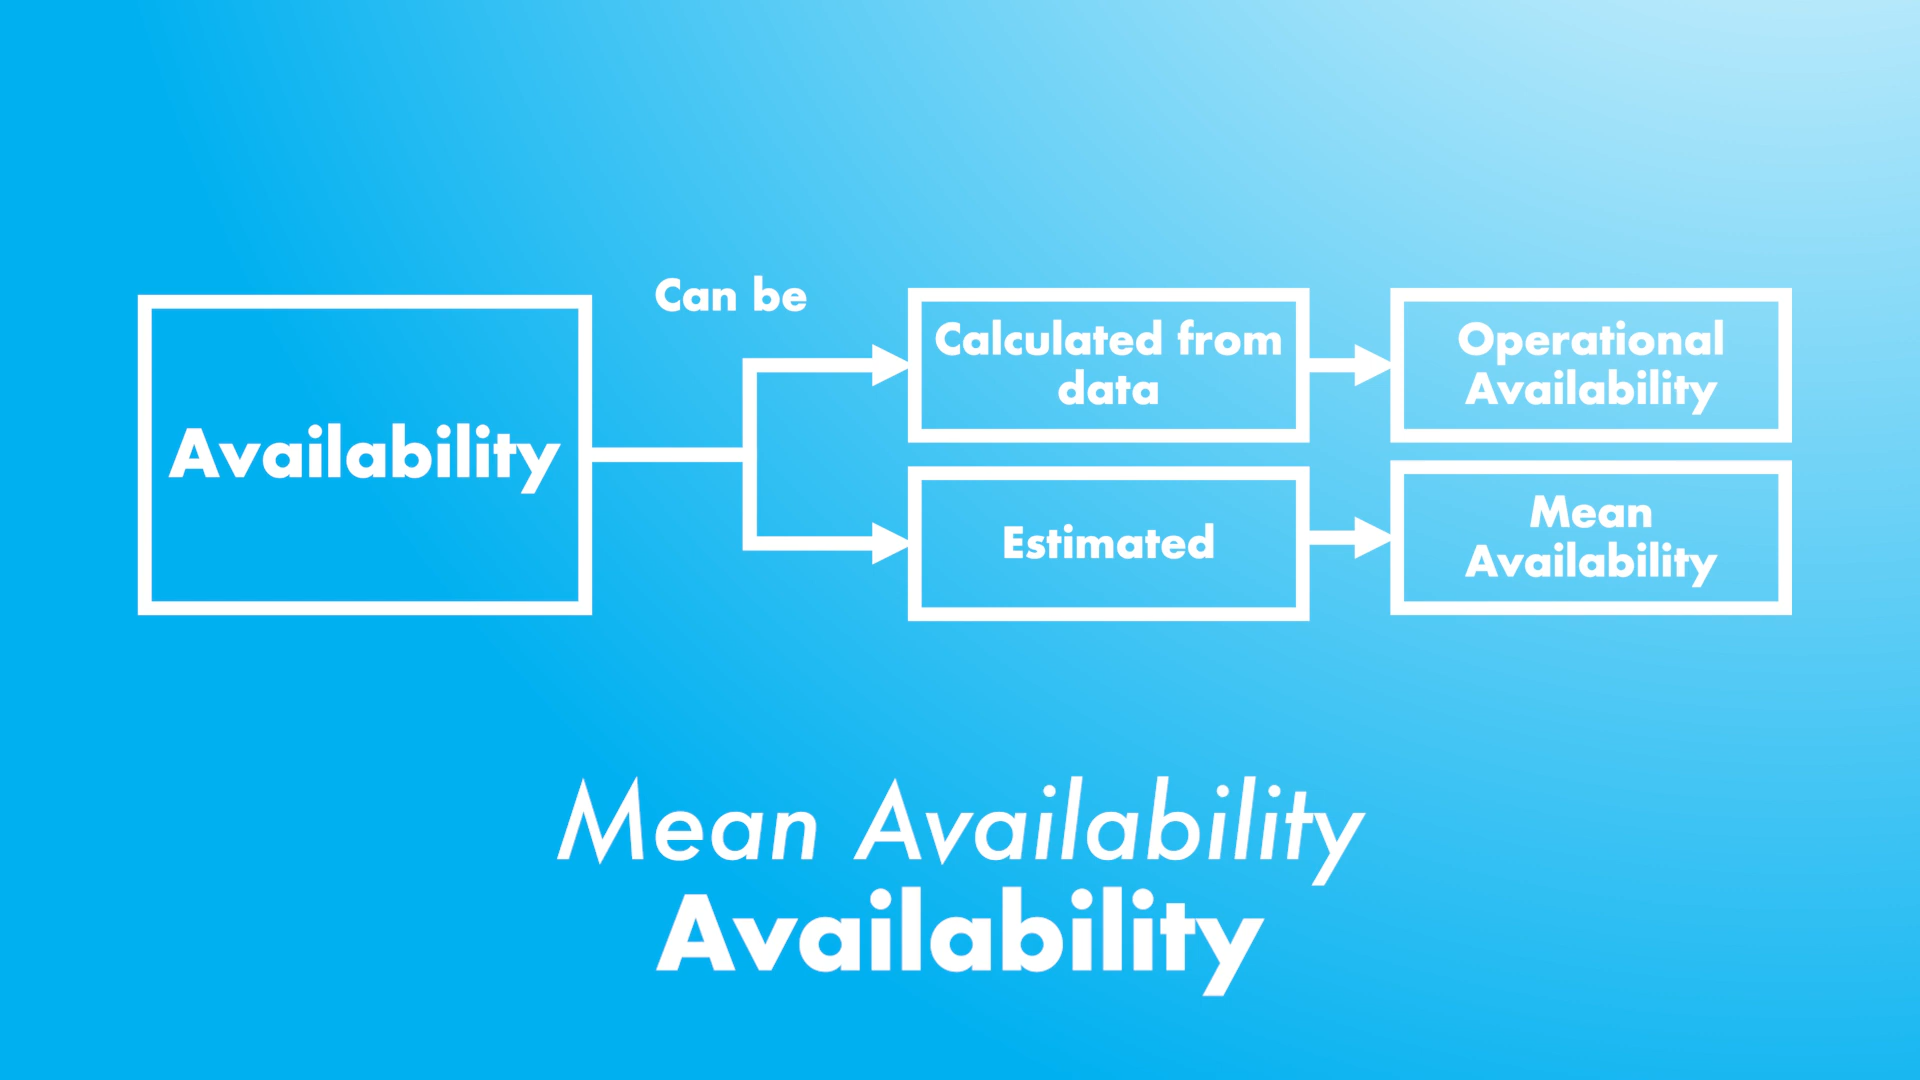 Availability
Can be
Calculated from
data
Operational
Availability
Estimated
Mean
Availability
Mean Availability
Availability